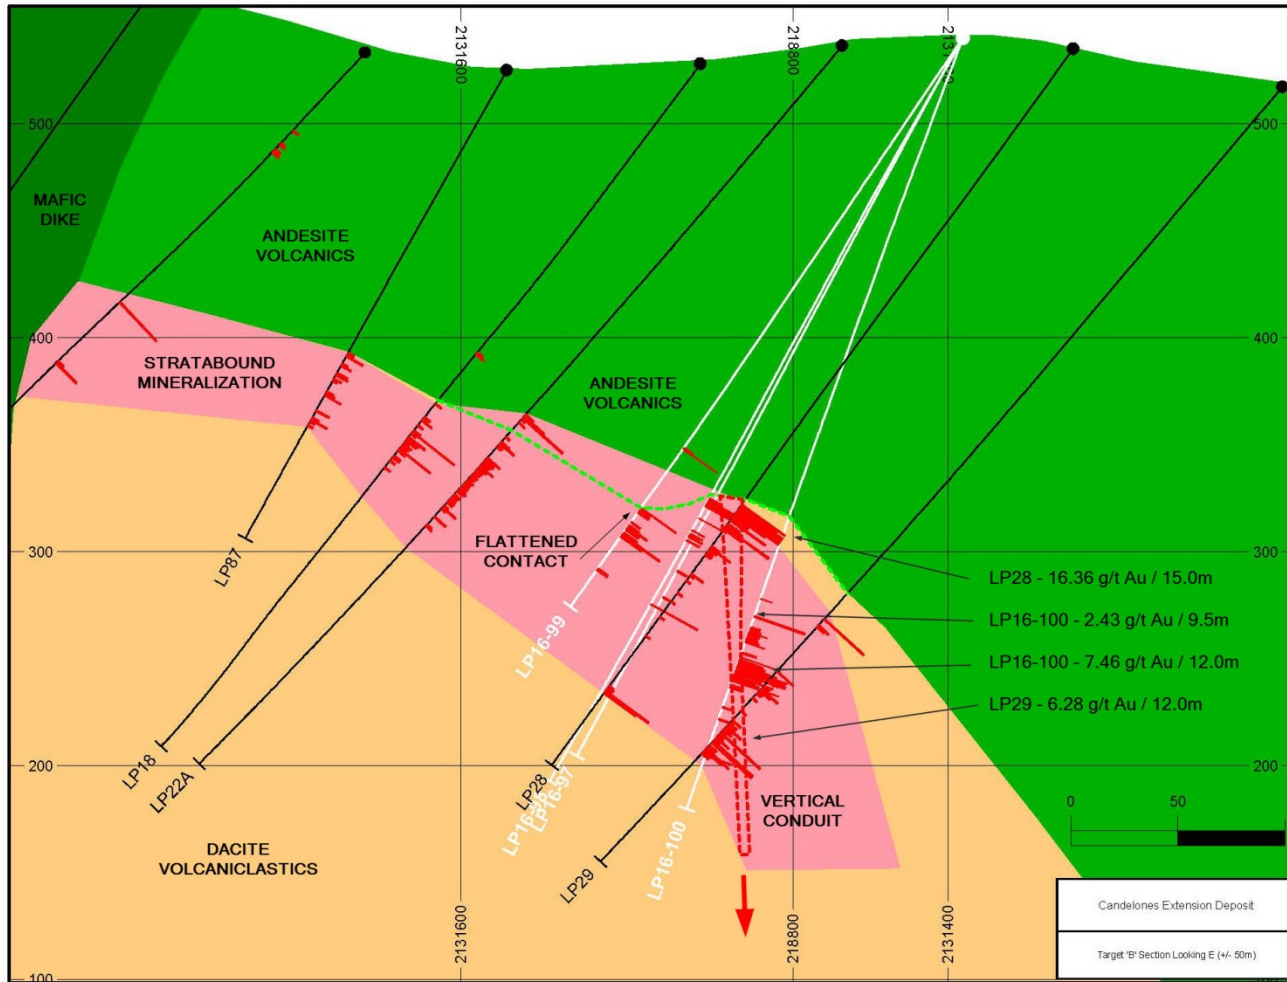 2131600
218800
500
500
MAFIC
DIKE
ANDESITE
VOLCANICS
400
400
STRATABOUND
MINERALIZATION
ANDESITE
VOLCANICS
FLATTENED
CONTACT
300
300
LP28 - 16.36 g/t Au / 15.0m
LP16-100 - 2.43 g/t Au / 9.5m
LP16-100 - 7.46 g/t Au / 12.0m
LP29 - 6.28 g/t Au / 12.0m
LP87
LP16-99
LP18
LP22A
LP28
LP16-97
LP29
LP16-100
200
200
VERTICAL
CONDUIT
0
50
DACITE
VOLCANICLASTICS
2131600
218800
2131400
100
Candelones Extension Deposit
Target 'B' Section Looking E (+/- 50m)